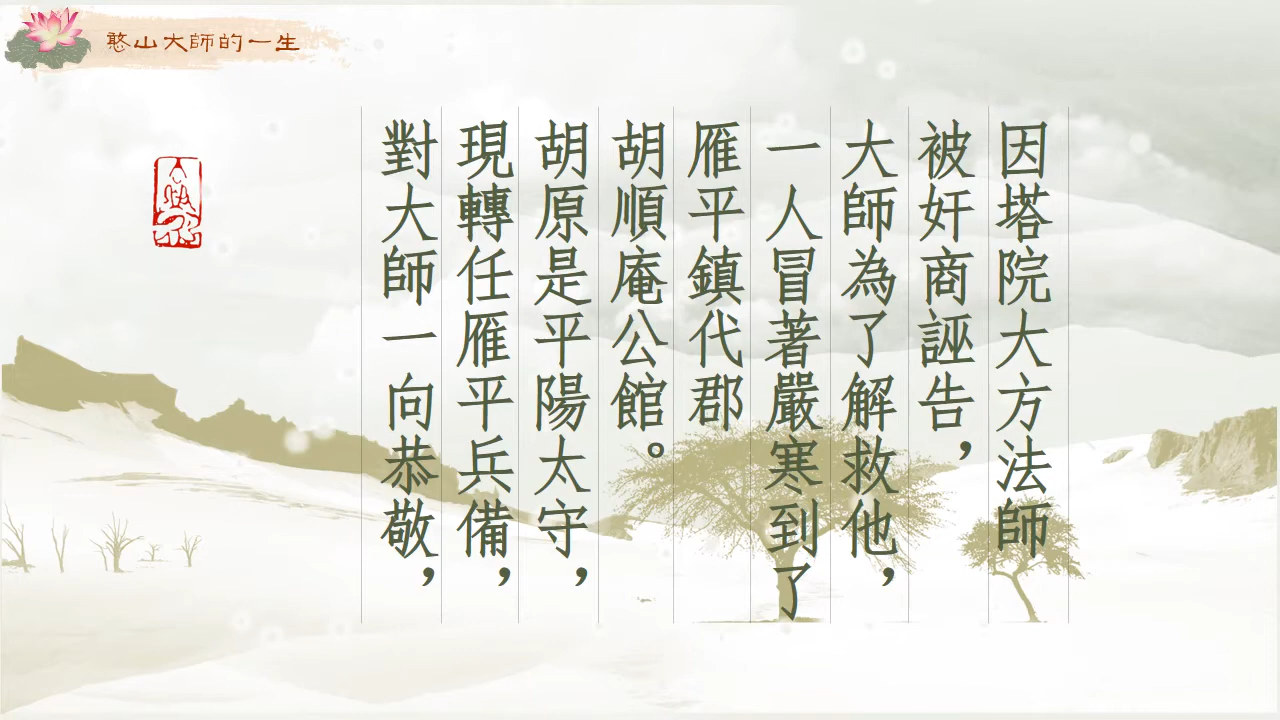 憨山大師的一生
因塔院大方法師
被奸商誣告，
大師為了解救他，
一人冒著嚴寒到了
雁平鎮代郡
胡順庵公館。
胡原是平陽太守，
現轉任雁平兵備，
對大師一向恭敬，